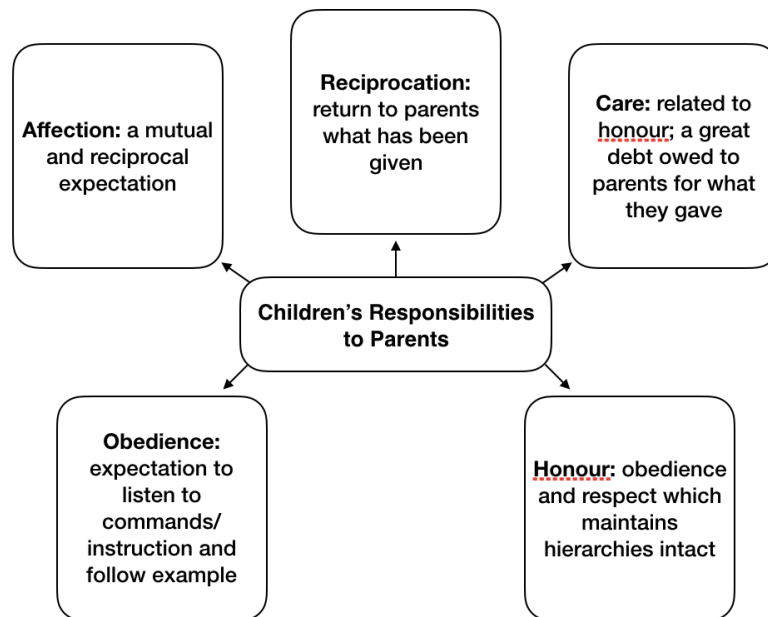 Affection: a mutual
and reciprocal
expectation
Reciprocation:
return to parents
what has been
given
Care: related to
honour; a great
debt owed to
parents for what
they gave
Children's Responsibilities
to Parents
Obedience:
expectation to
listen to
commands/
instruction and
follow example
Honour: obedience
and respect which
maintains
hierarchies intact